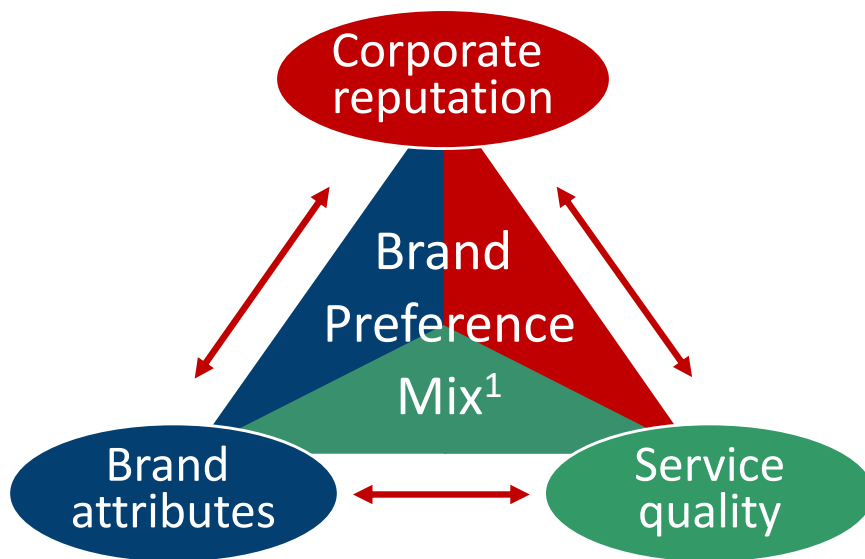 Corporate
reputation
Brand
Preference
Mix¹
Brand
attributes
Service
quality